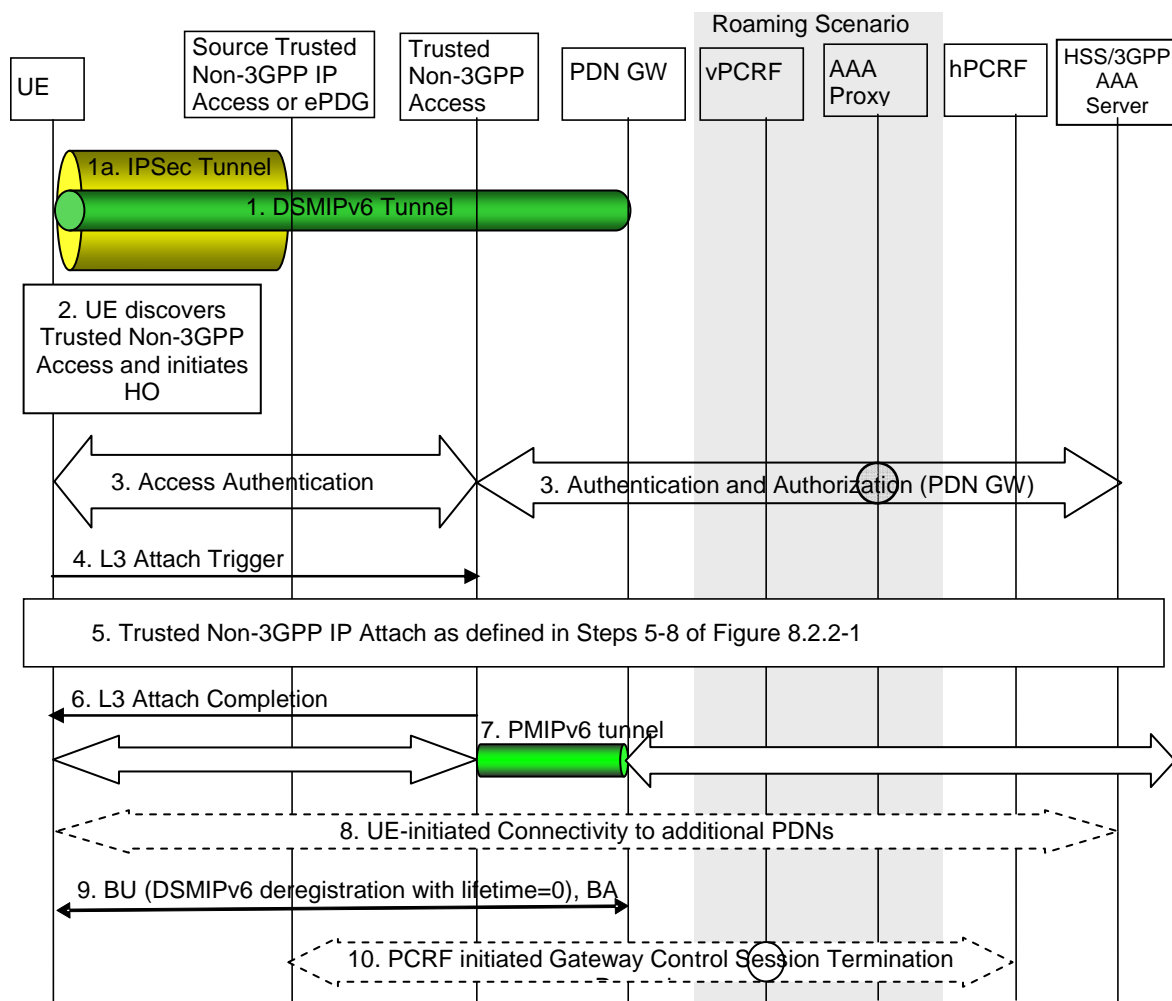 Roaming Scenario
UE
Source Trusted
Non-3GPP IP
Access or ePDG
Trusted
Non-3GPP
Access
PDN GW
vPCRF
AAA
Proxy
hPCRF
HSS/3GPP
AAA
Server
1a. IPSec Tunnel
1. DSMIPv6 Tunnel
2. UE discovers
Trusted Non-3GPP
Access and initiates
HO
3. Access Authentication
3. Authentication and Authorization (PDN GW)
4. L3 Attach Trigger
5. Trusted Non-3GPP IP Attach as defined in Steps 5-8 of Figure 8.2.2-1
6. L3 Attach Completion
7. PMIPv6 tunnel
8. UE-initiated Connectivity to additional PDNs
9. BU (DSMIPv6 deregistration with lifetime=0), BA
10. PCRF initiated Gateway Control Session Termination